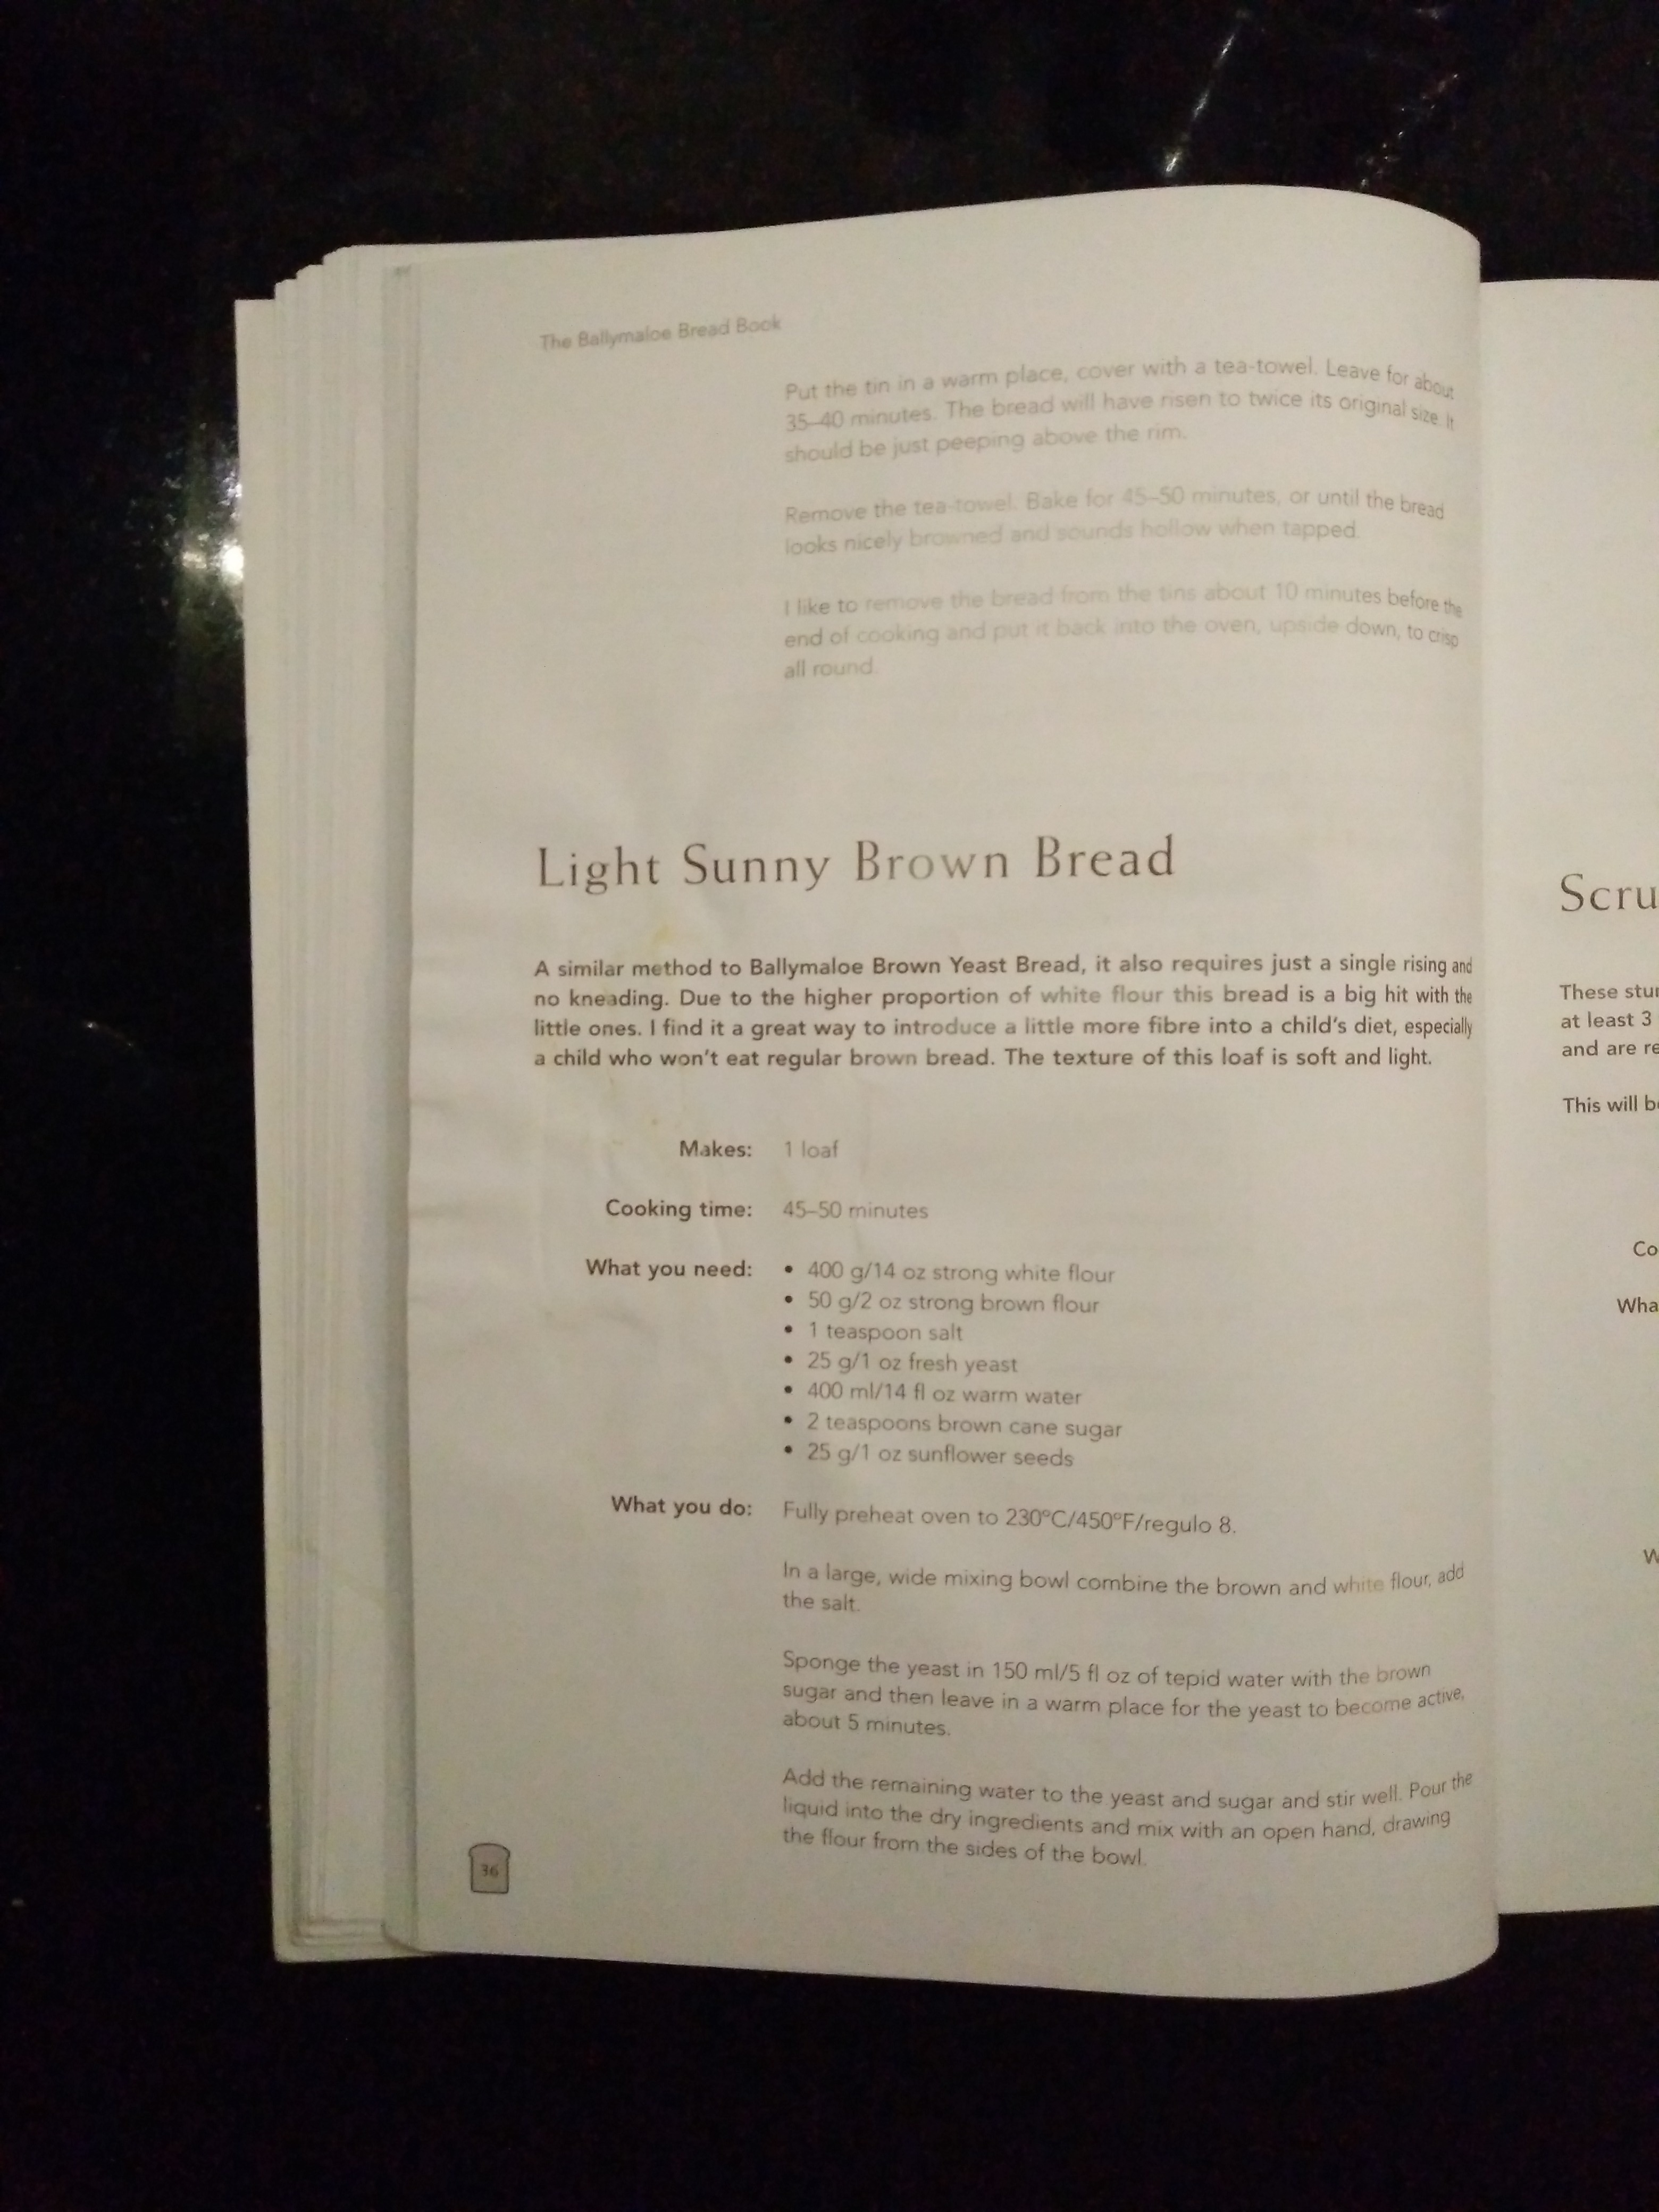 The Ballymaloe Bread Book
Put the tin in a warm place, cover with a tea-towel. Leave for about
35–40 minutes. The bread will have risen to twice its original size. It
should be just peeping above the rim.
Remove the tea-towel. Bake for 45–50 minutes, or until the bread
looks nicely browned and sounds hollow when tapped.
I like to remove the bread from the tins about 10 minutes before the
end of cooking and put it back into the oven, upside down, to crisp
all round.
Light Sunny Brown Bread
A similar method to Ballymaloe Brown Yeast Bread, it also requires just a single rising and
no kneading. Due to the higher proportion of white flour this bread is a big hit with the
little ones. I find it a great way to introduce a little more fibre into a child's diet, especially
a child who won't eat regular brown bread. The texture of this loaf is soft and light.
Makes: 1 loaf
Cooking time: 45–50 minutes
What you need: • 400 g/14 oz strong white flour
• 50 g/2 oz strong brown flour
• 1 teaspoon salt
• 25 g/1 oz fresh yeast
• 400 ml/14 fl oz warm water
• 2 teaspoons brown cane sugar
• 25 g/1 oz sunflower seeds
What you do: Fully preheat oven to 230ºC/450ºF/regulo 8.
In a large, wide mixing bowl combine the brown and white flour, add
the salt.
Sponge the yeast in 150 ml/5 fl oz of tepid water with the brown
sugar and then leave in a warm place for the yeast to become active,
about 5 minutes.
Add the remaining water to the yeast and sugar and stir well. Pour the
liquid into the dry ingredients and mix with an open hand, drawing
the flour from the sides of the bowl.
36
Scru
These stu
at least 3
and are re
This will b
Co
Wha
W